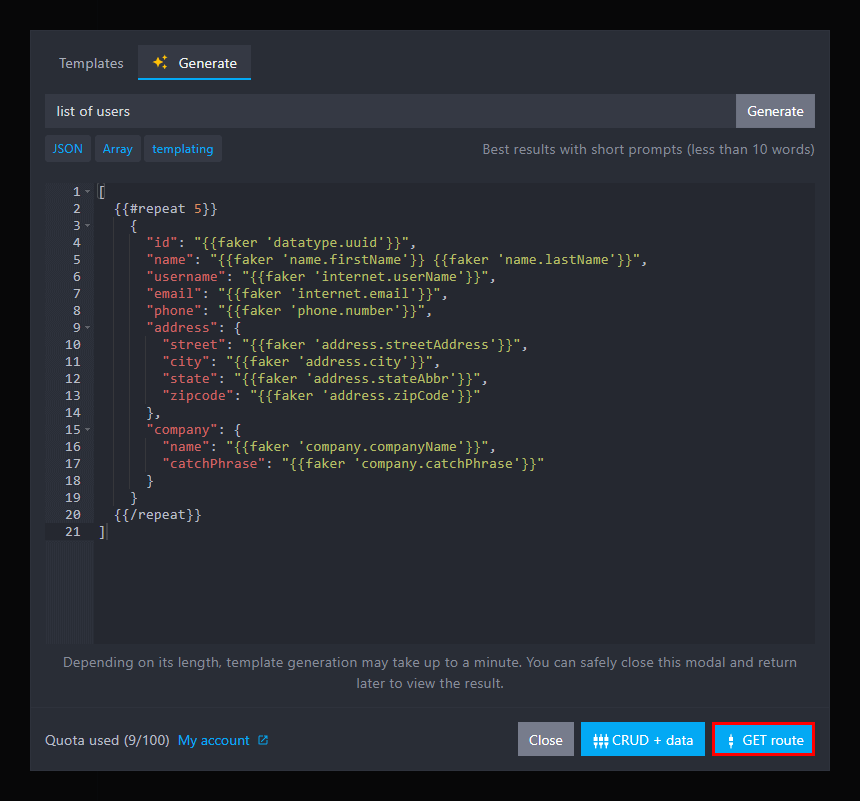 Templates Generate
list of users Generate
JSON Array templating Best results with short prompts (less than 10 words)
1 [
2 {{#repeat 5}}
3 {
4 "id": "{{faker 'datatype.uuid'}}",
5 "name": "{{faker 'name.firstName'}} {{faker 'name.lastName'}}",
6 "username": "{{faker 'internet.userName'}}",
7 "email": "{{faker 'internet.email'}}",
8 "phone": "{{faker 'phone.number'}}",
9 "address": {
10 "street": "{{faker 'address.streetAddress'}}",
11 "city": "{{faker 'address.city'}}",
12 "state": "{{faker 'address.stateAbbr'}}",
13 "zipcode": "{{faker 'address.zipCode'}}"
14 },
15 "company": {
16 "name": "{{faker 'company.companyName'}}",
17 "catchPhrase": "{{faker 'company.catchPhrase'}}"
18 }
19 }
20 {{/repeat}}
21 ]
Depending on its length, template generation may take up to a minute. You can safely close this modal and return
later to view the result.
Quota used (9/100) My account Close CRUD + data GET route